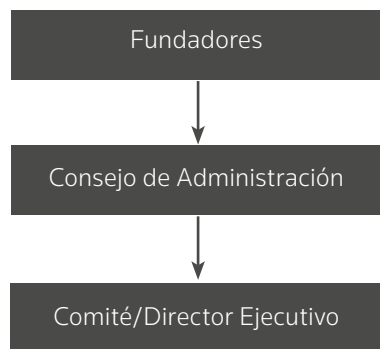 Fundadores
Consejo de Administración
Comité/Director Ejecutivo